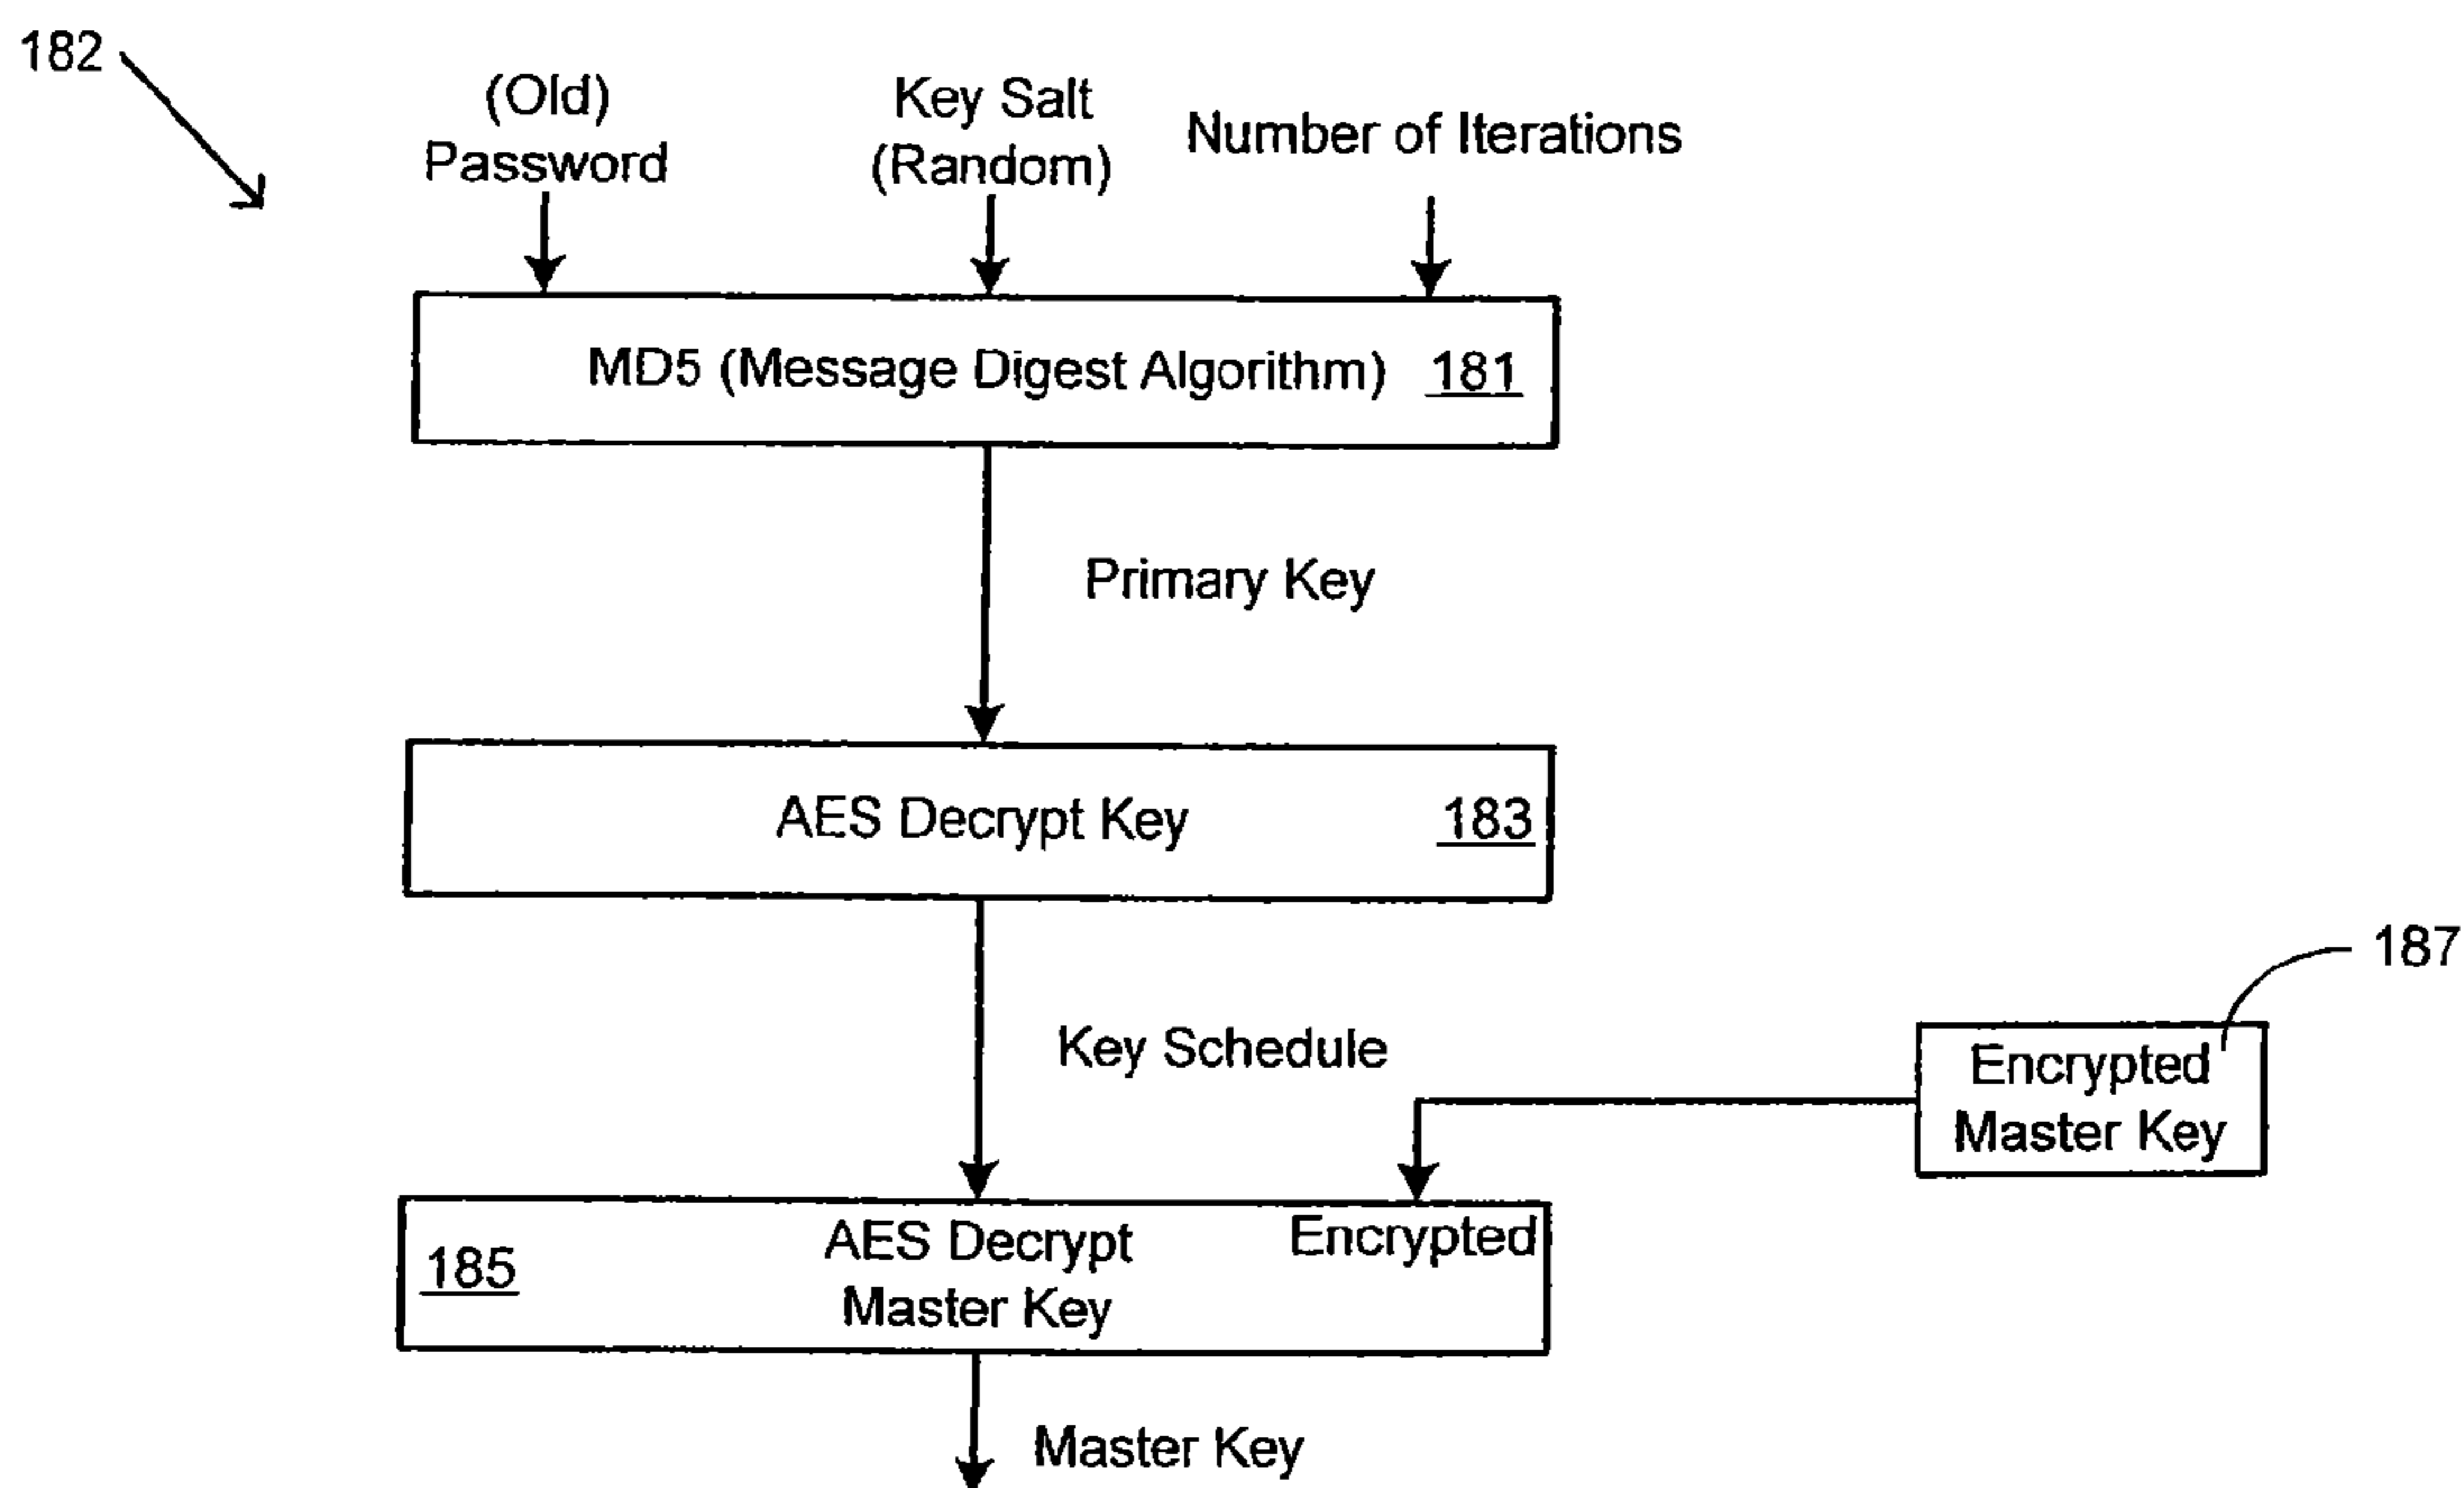 182
(Old)
Password
Key Salt
(Random)
Number of Iterations
MD5 (Message Digest Algorithm) 181
Primary Key
AES Decrypt Key 183
Key Schedule
187
Encrypted
Master Key
185
AES Decrypt
Master Key
Encrypted
Master Key